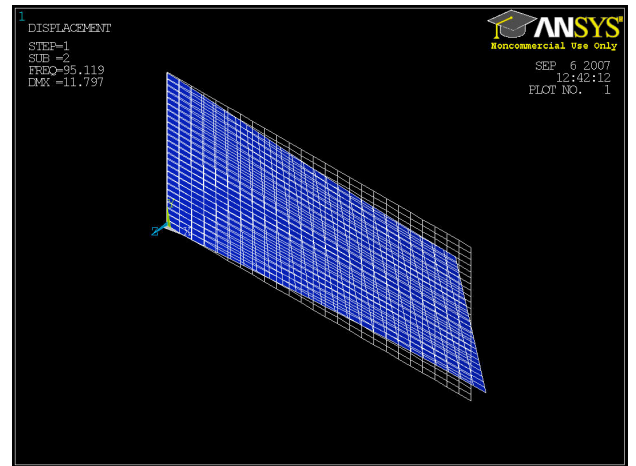 1
DISPLACEMENT
STEP=1
SUB =2
FREQ=95.119
DMX =11.797
ANSYS
Noncommercial Use Only
SEP 6 2007
12:42:12
PLOT NO. 1
Y
Z X